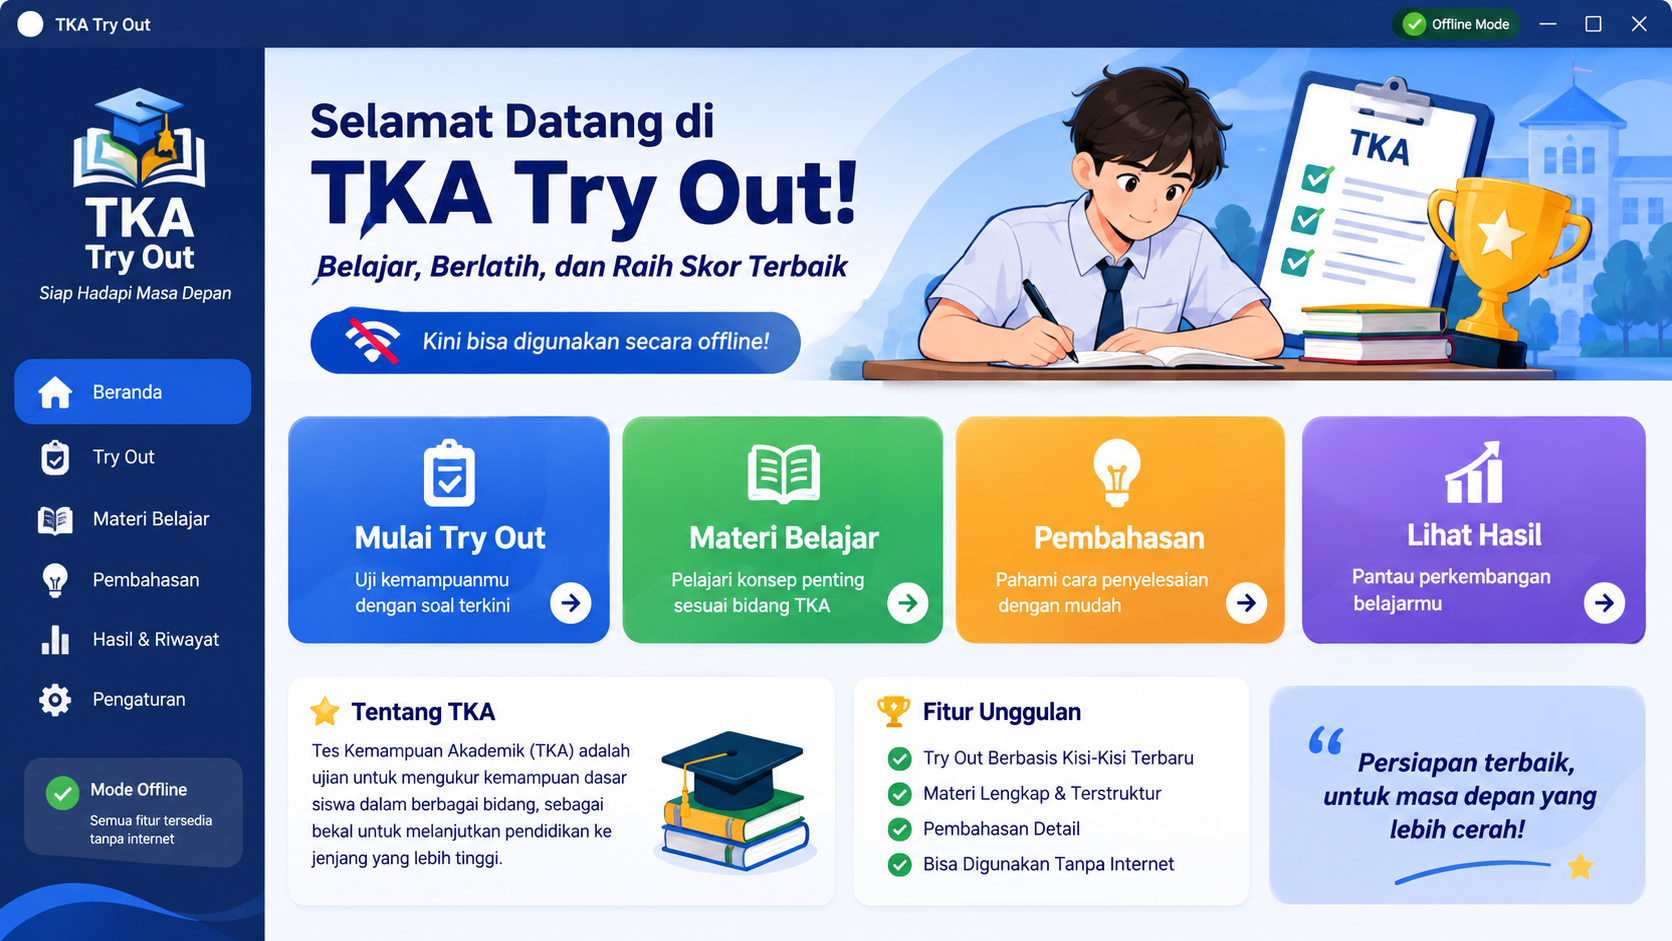 TKA Try Out
Offline Mode
TKA
Try Out
Siap Hadapi Masa Depan
Beranda
Try Out
Materi Belajar
Pembahasan
Hasil & Riwayat
Pengaturan
Mode Offline
Semua fitur tersedia
tanpa internet
Selamat Datang di
TKA Try Out!
Belajar, Berlatih, dan Raih Skor Terbaik
Kini bisa digunakan secara offline!
TKA
Mulai Try Out
Uji kemampuanmu
dengan soal terkini
Materi Belajar
Pelajari konsep penting
sesuai bidang TKA
Pembahasan
Pahami cara penyelesaian
dengan mudah
Lihat Hasil
Pantau perkembangan
belajarmu
Tentang TKA
Tes Kemampuan Akademik (TKA) adalah
ujian untuk mengukur kemampuan dasar
siswa dalam berbagai bidang, sebagai
bekal untuk melanjutkan pendidikan ke
jenjang yang lebih tinggi.
Fitur Unggulan
Try Out Berbasis Kisi-Kisi Terbaru
Materi Lengkap & Terstruktur
Pembahasan Detail
Bisa Digunakan Tanpa Internet
“
Persiapan terbaik,
untuk masa depan yang
lebih cerah!